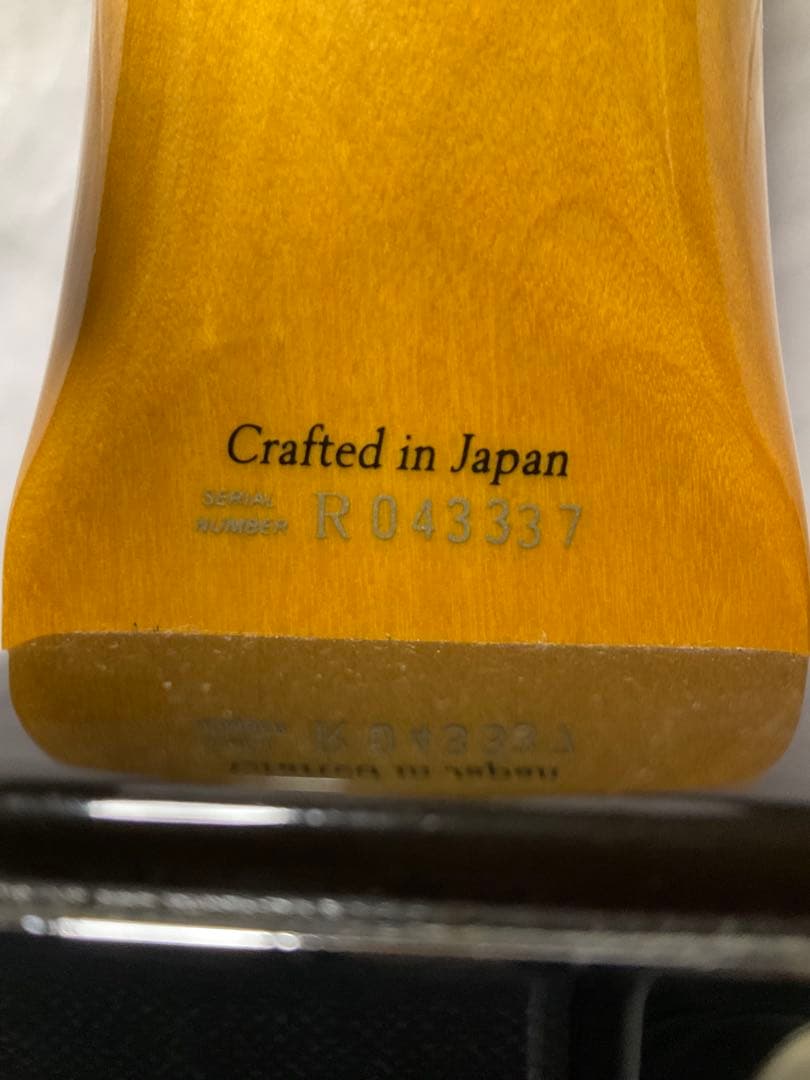 Crafted in Japan
SERIAL
NUMBER R043337